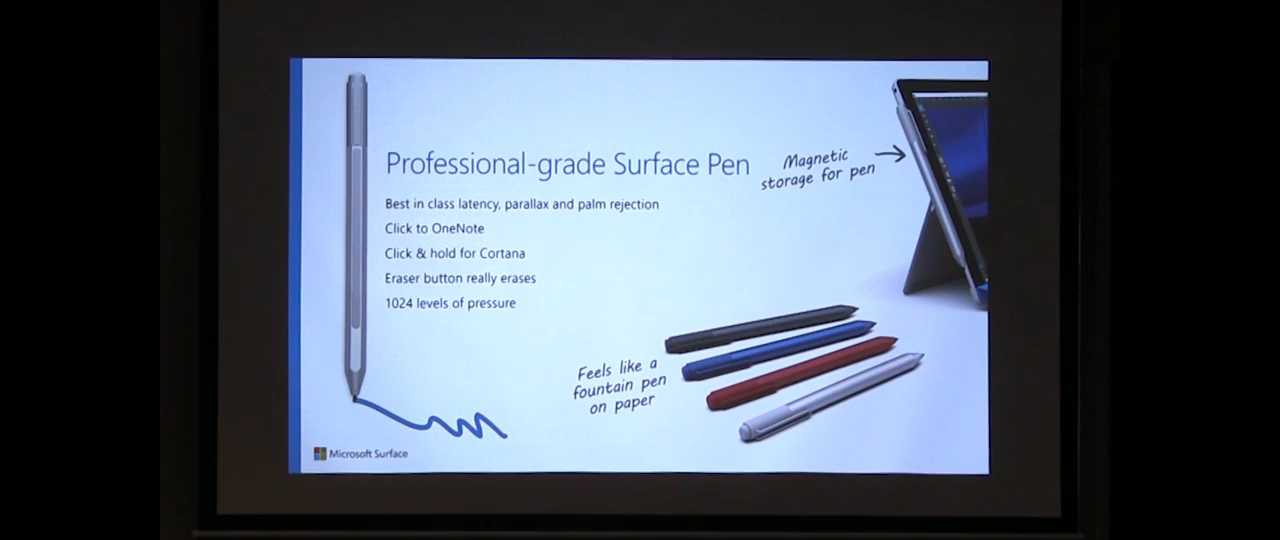 Professional-grade Surface Pen
Best in class latency, parallax and palm rejection
Click to OneNote
Click & hold for Cortana
Eraser button really erases
1024 levels of pressure
Magnetic
storage for pen
Feels like a
fountain pen
on paper
Microsoft Surface